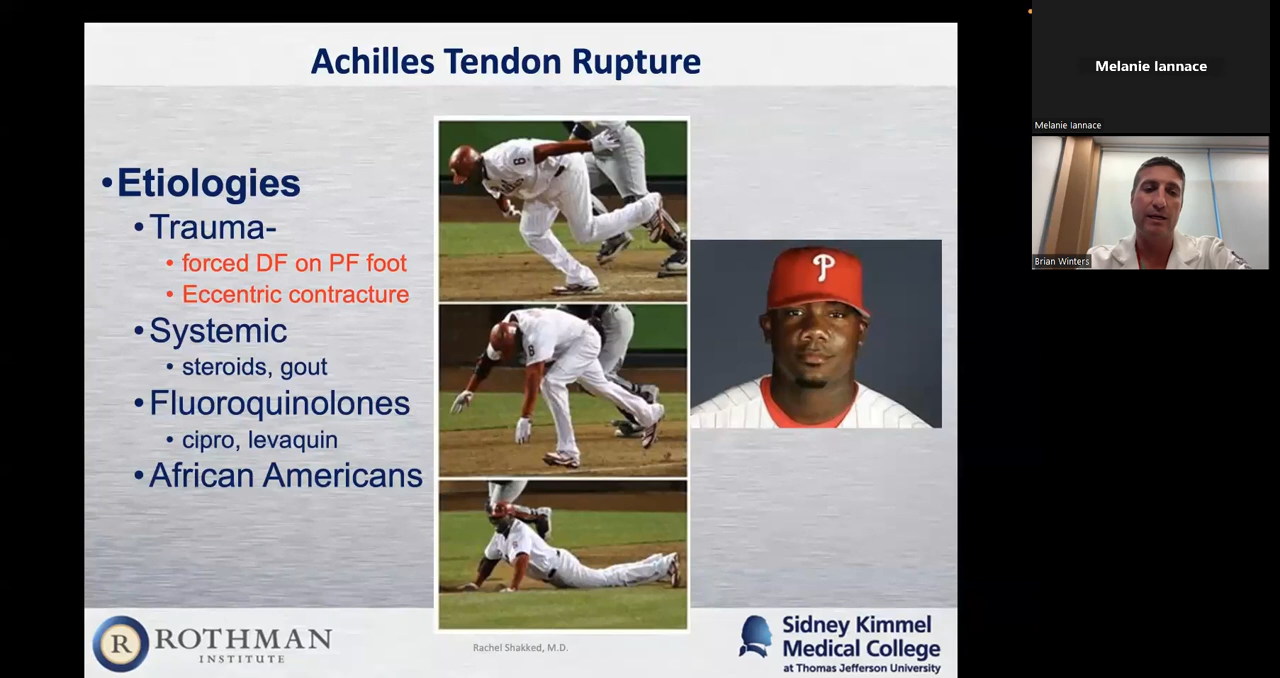 Achilles Tendon Rupture
•Etiologies
•Trauma-
•forced DF on PF foot
•Eccentric contracture
•Systemic
•steroids, gout
•Fluoroquinolones
•cipro, levaquin
•African Americans
8
8
P
R
ROTHMAN
INSTITUTE
Rachel Shakked, M.D.
Sidney Kimmel
Medical College
at Thomas Jefferson University
Melanie Iannace
Melanie Iannace
Brian Winters